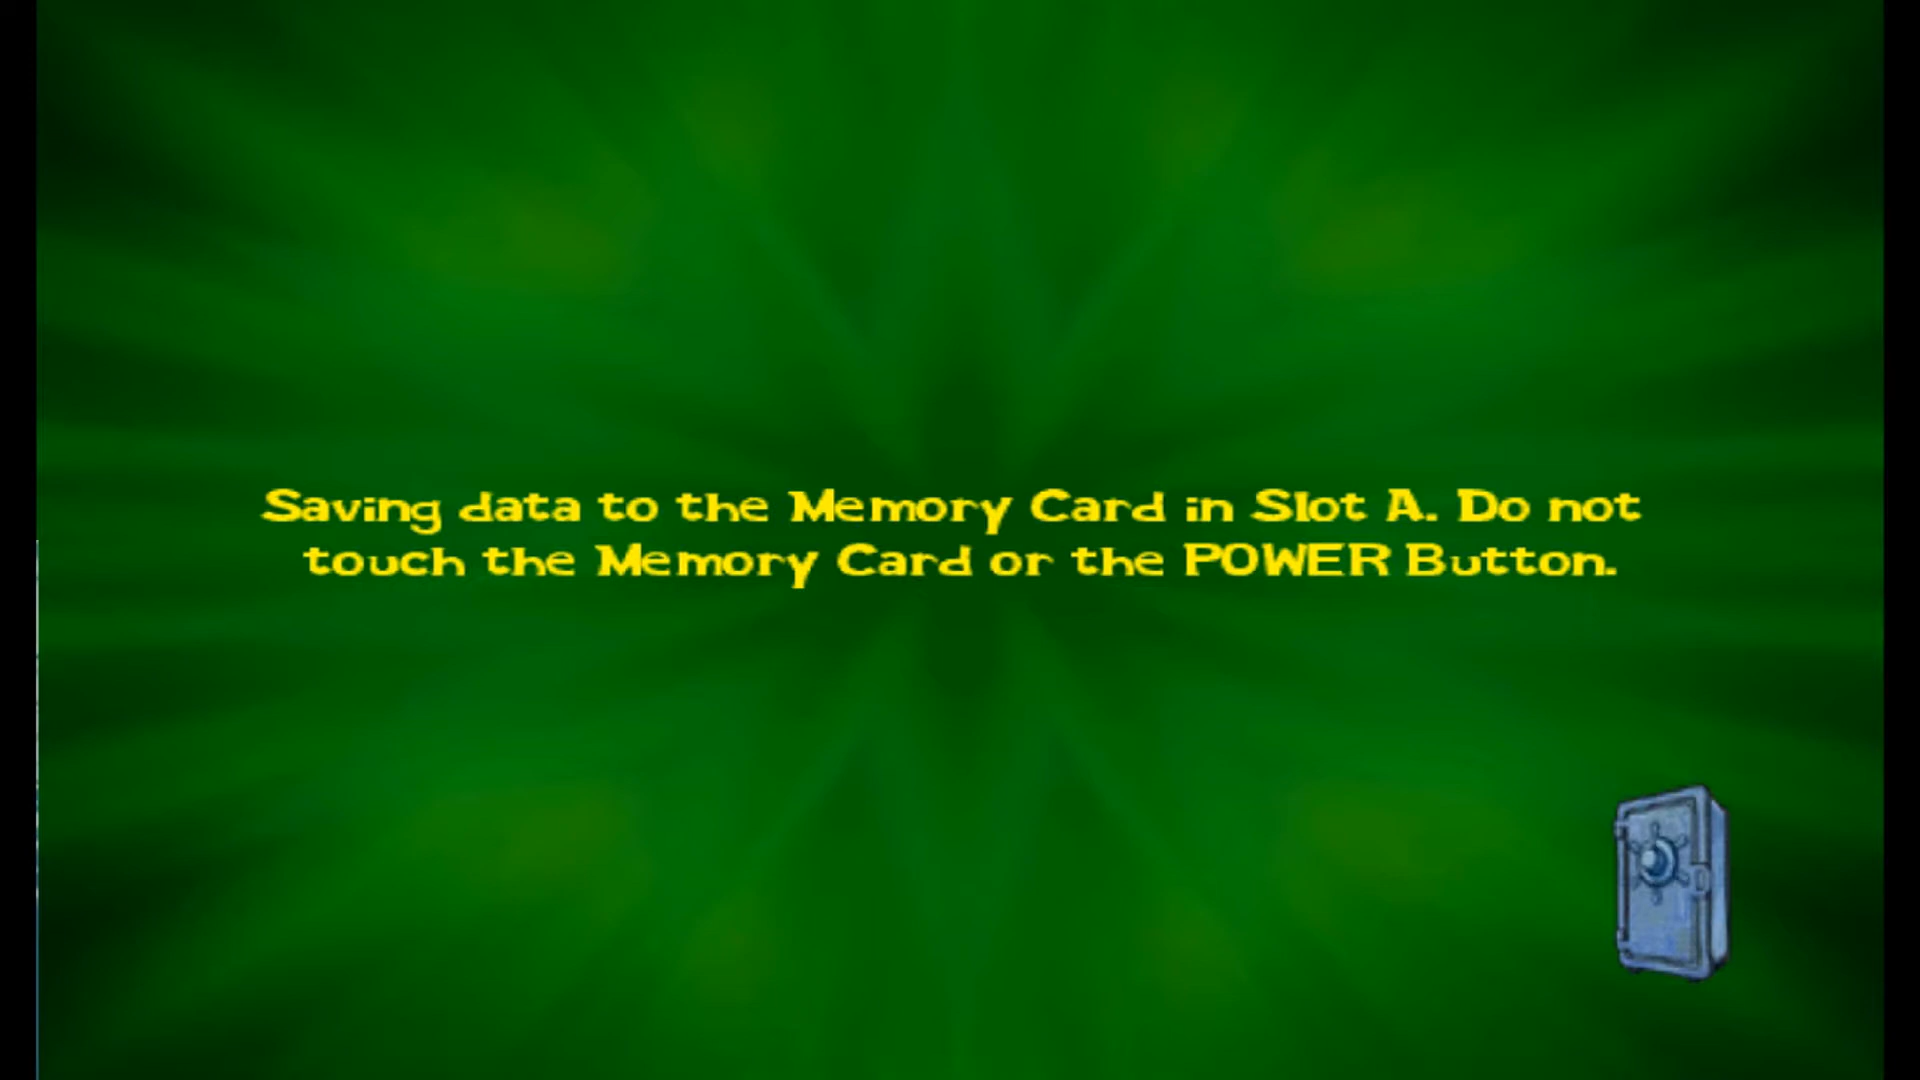 Saving data to the Memory Card in Slot A. Do not
touch the Memory Card or the POWER Button.